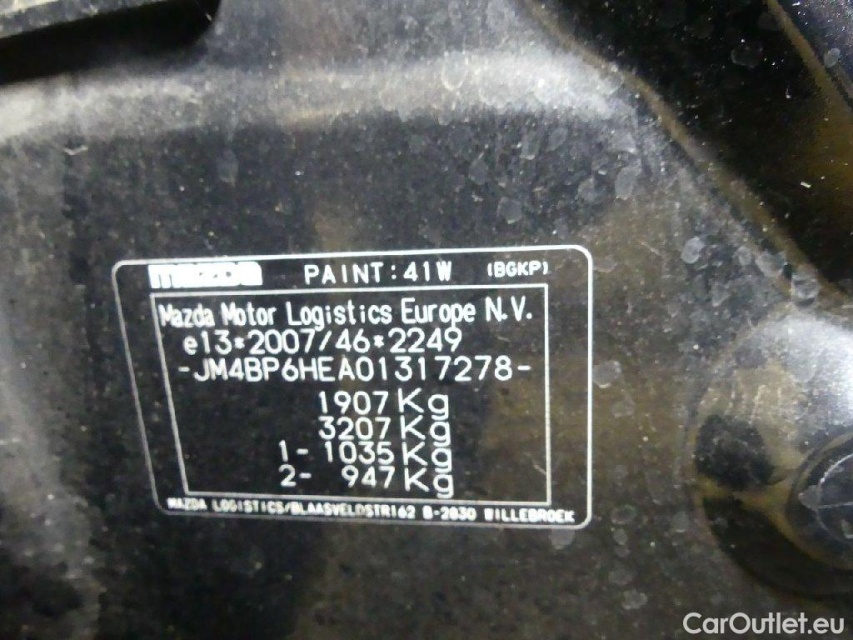 mazda PAINT:41W (BGKP)
Mazda Motor Logistics Europe N.V.
e13*2007/46*2249
-JM4BP6HEA01317278-
1907Kg
3207Kg
1- 1035Kg
2- 947Kg
MAZDA LOGISTICS/BLAASVELDSTR162 B-2830 WILLEBROEK
CarOutlet.eu